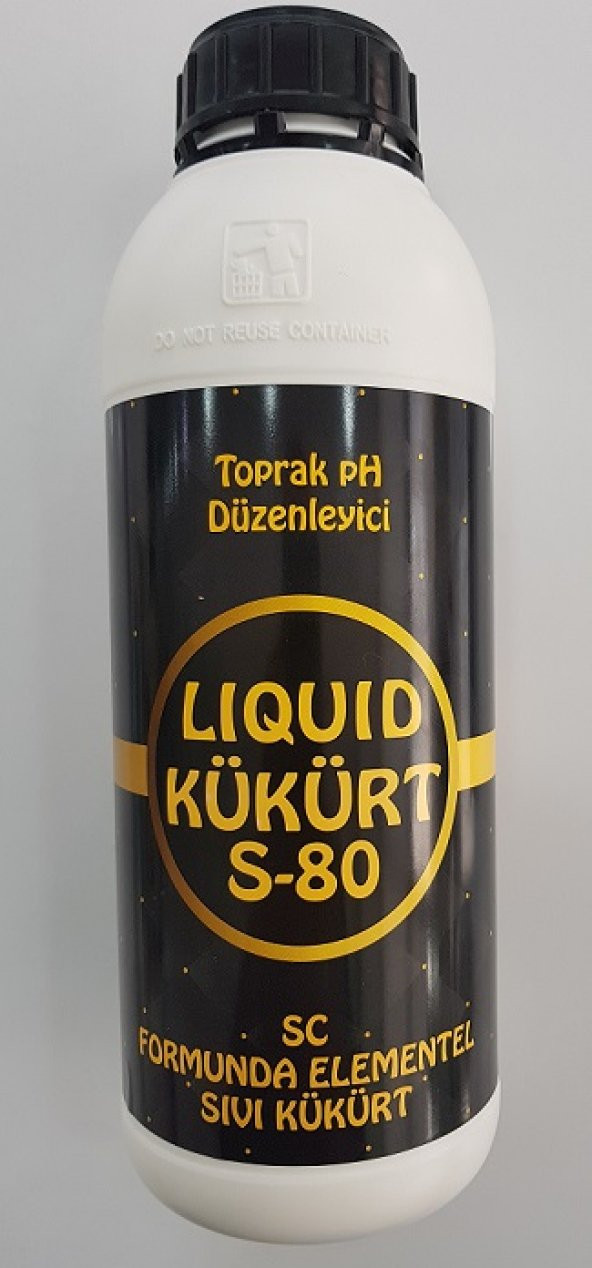 DO NOT REUSE CONTAINER
Toprak pH
Düzenleyici
LIQUID
KÜKÜRT
S-80
SC
FORMUNDA ELEMENTEL
SIVI KÜKÜRT